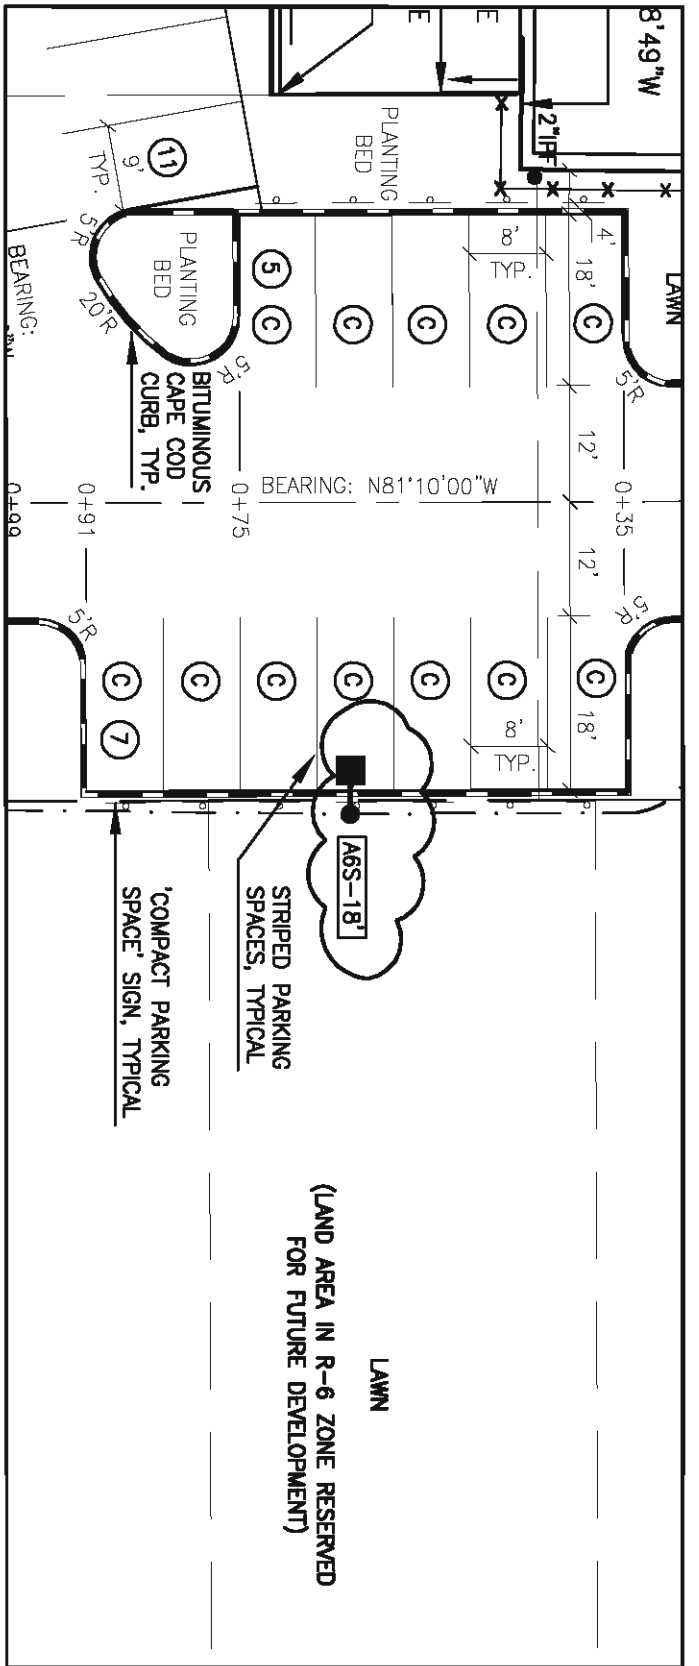 8'49"W
E
E
2"IPF
PLANTING
BED
LAWN
11
9'
TYP.
5'R
20'R
PLANTING
BED
5'R
5
C
C
C
C
C
8'
TYP.
4'
18'
5'R
BEARING:
BITUMINOUS
CAPE COD
CURB, TYP.
12'
BEARING: N81°10'00"W
0+99
0+91
0+75
0+35
12'
5'R
5'R
C
C
C
C
C
C
C
7
8'
TYP.
18'
A6S-18'
STRIPED PARKING
SPACES, TYPICAL
'COMPACT PARKING
SPACE' SIGN, TYPICAL
LAWN
(LAND AREA IN R-6 ZONE RESERVED
FOR FUTURE DEVELOPMENT)